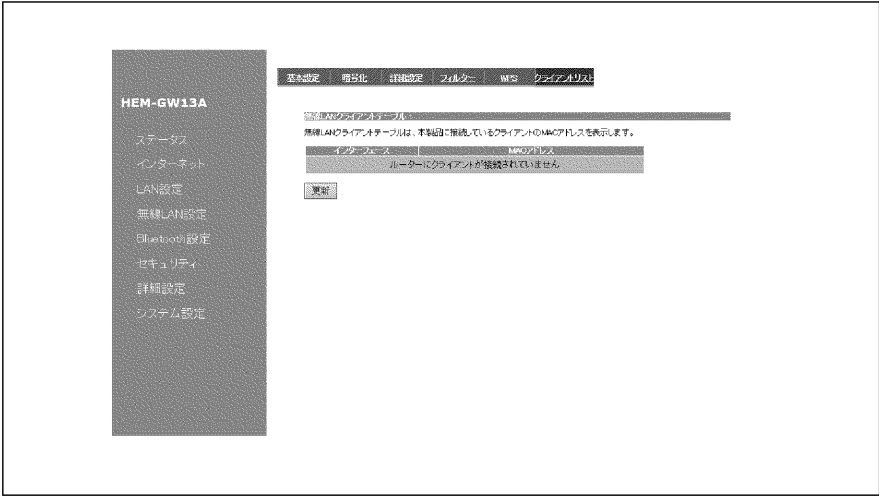 基本設定 暗号化 詳細設定 フィルター WPS クライアントリスト
HEM-GW13A
ステータス
インターネット
LAN設定
無線LAN設定
Bluetooth設定
セキュリティ
詳細設定
システム設定
無線LANクライアントテーブル:
無線LANクライアントテーブルは、本製品に接続しているクライアントのMACアドレスを表示します。
インターフェース MACアドレス
ルーターにクライアントが接続されていません
更新